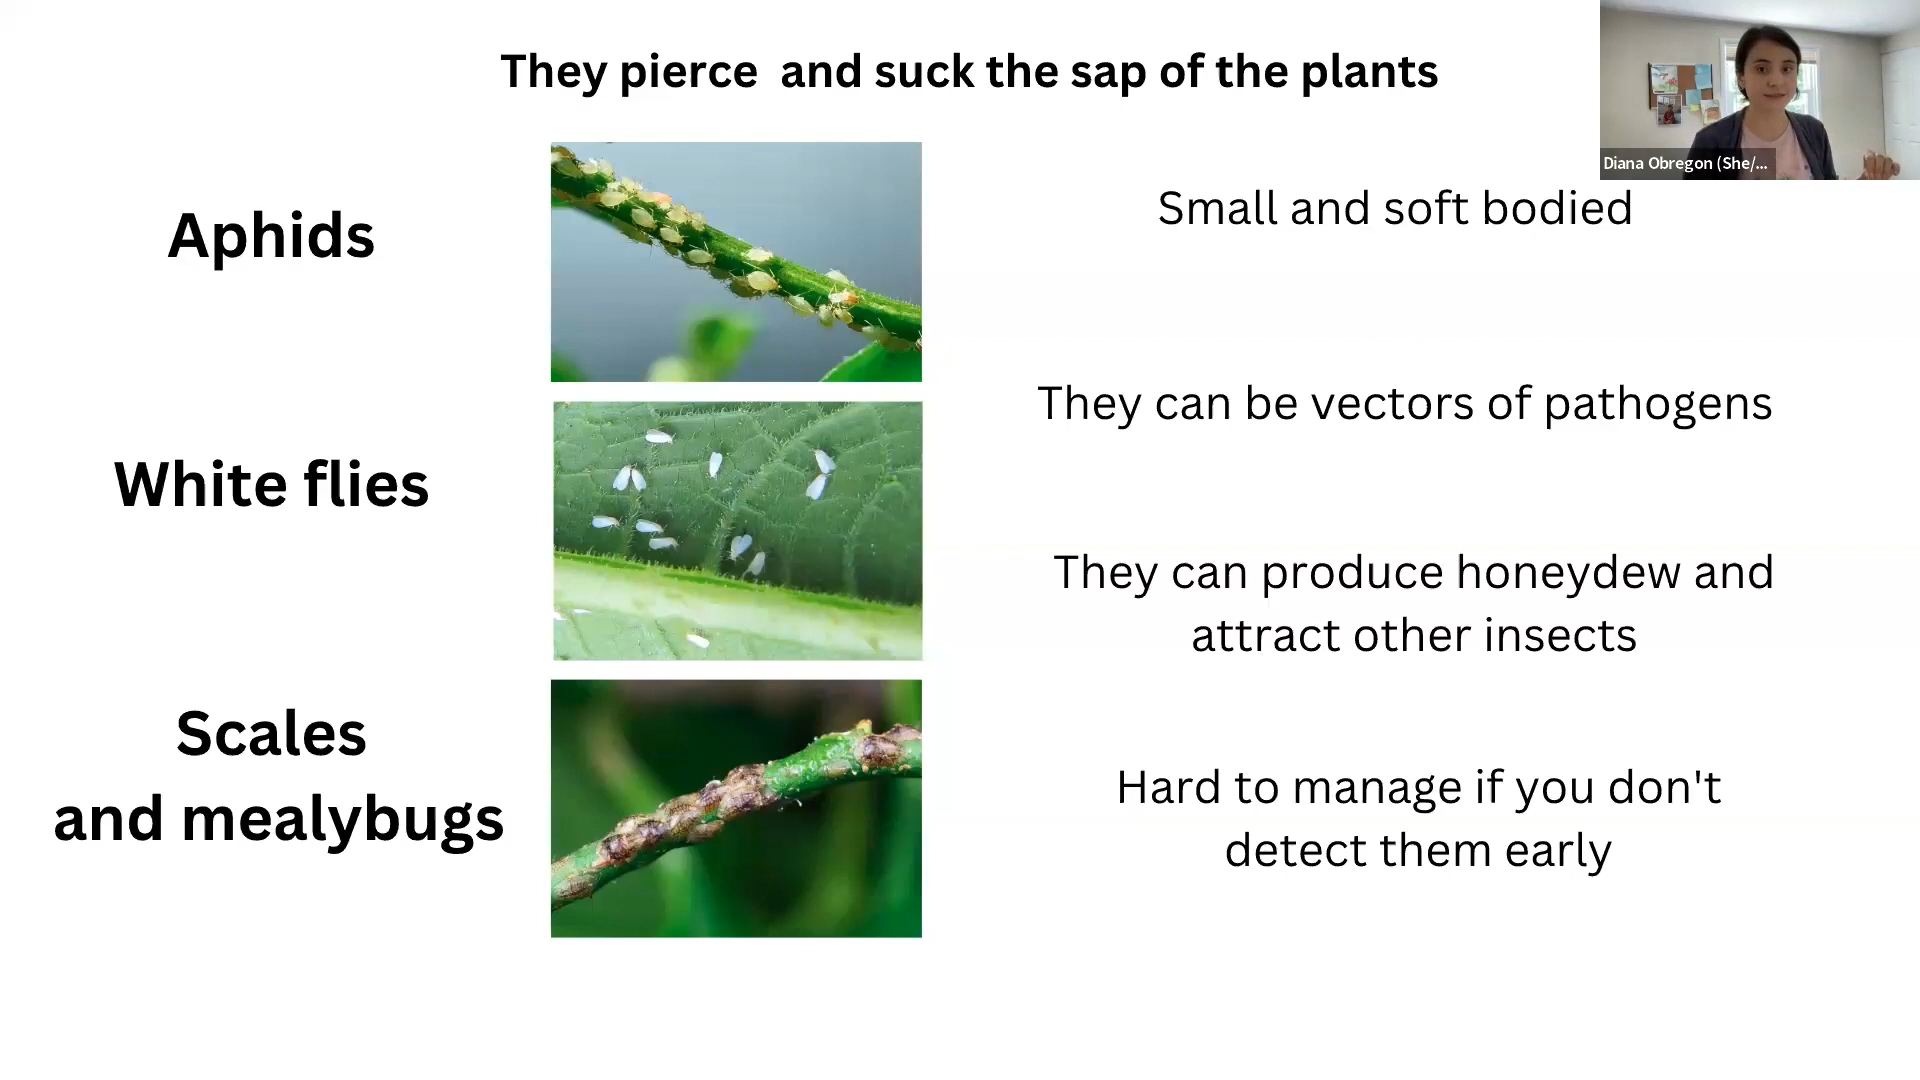 They pierce  and suck the sap of the plants
Diana Obregon (She/...
Aphids
Small and soft bodied
They can be vectors of pathogens
White flies
They can produce honeydew and
attract other insects
Scales
and mealybugs
Hard to manage if you don't
detect them early